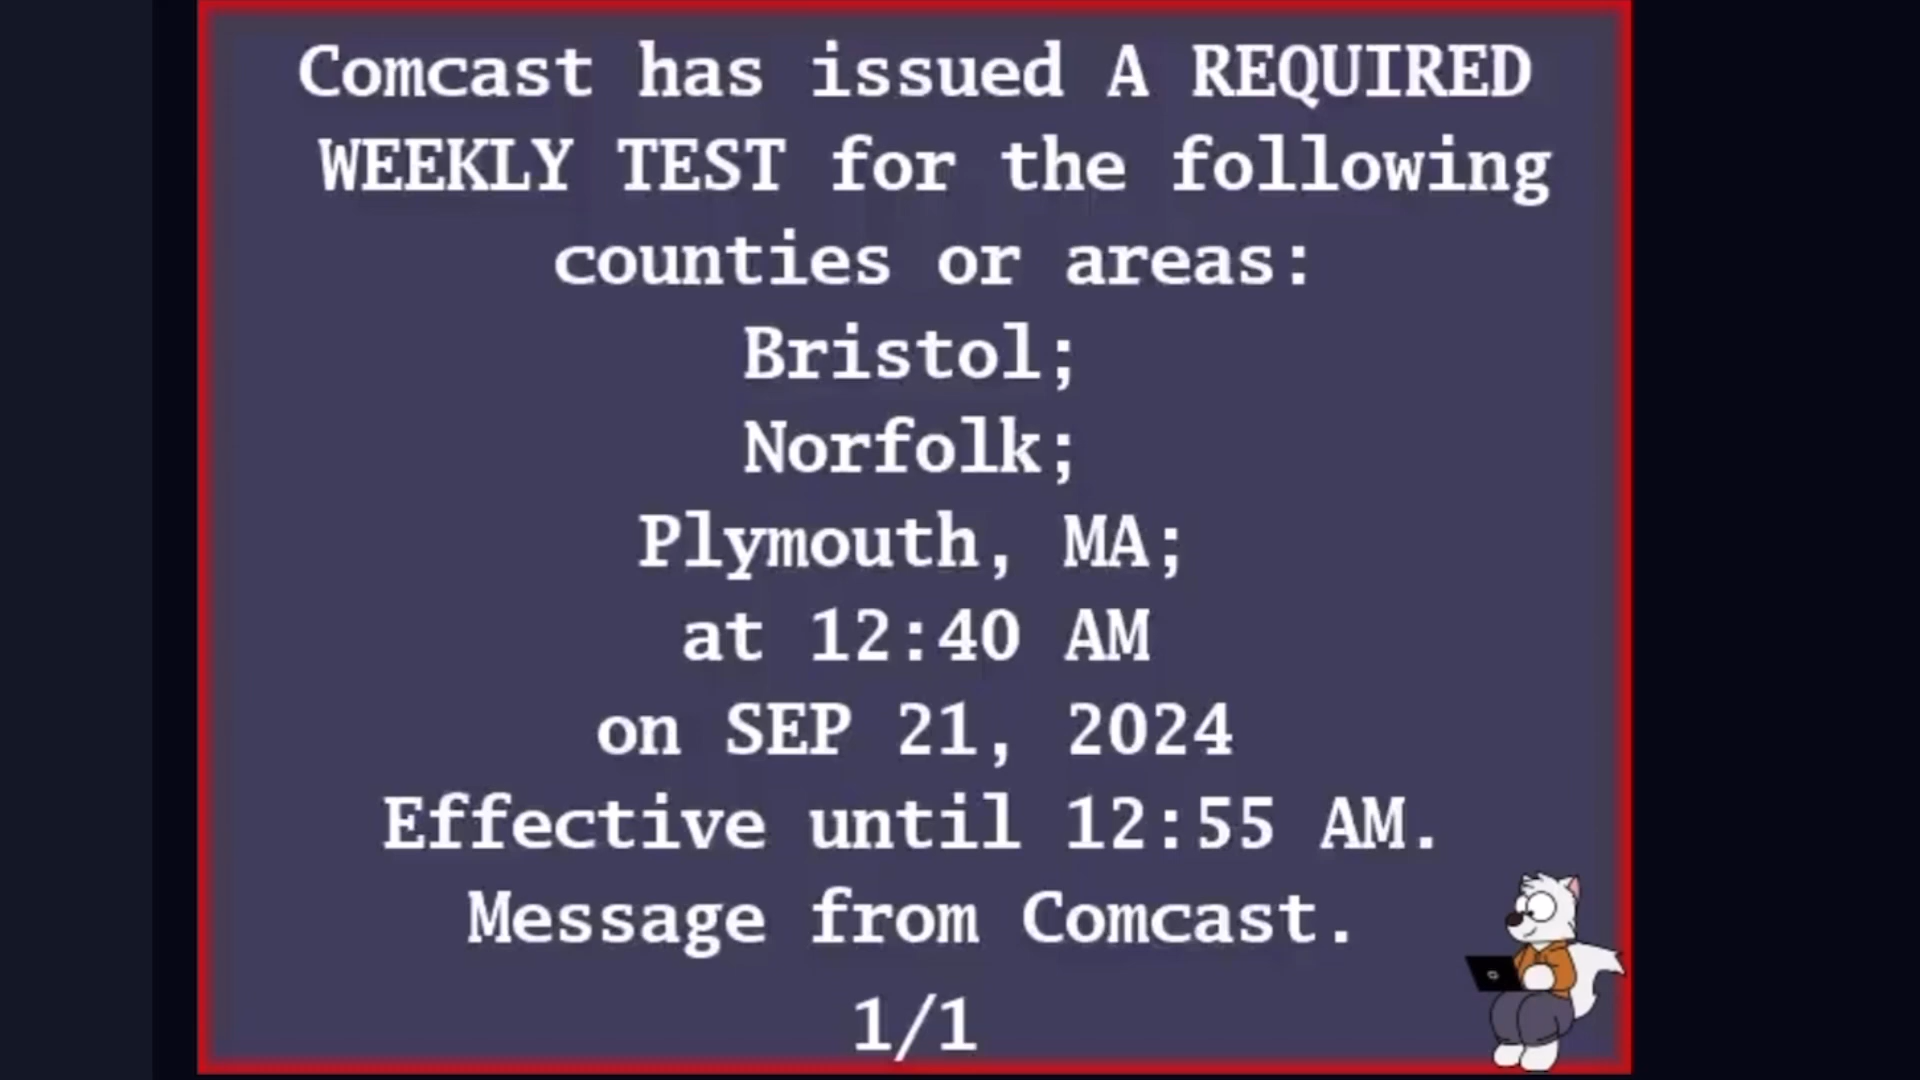 Comcast has issued A REQUIRED
WEEKLY TEST for the following
counties or areas:
Bristol;
Norfolk;
Plymouth, MA;
at 12:40 AM
on SEP 21, 2024
Effective until 12:55 AM.
Message from Comcast.
1/1